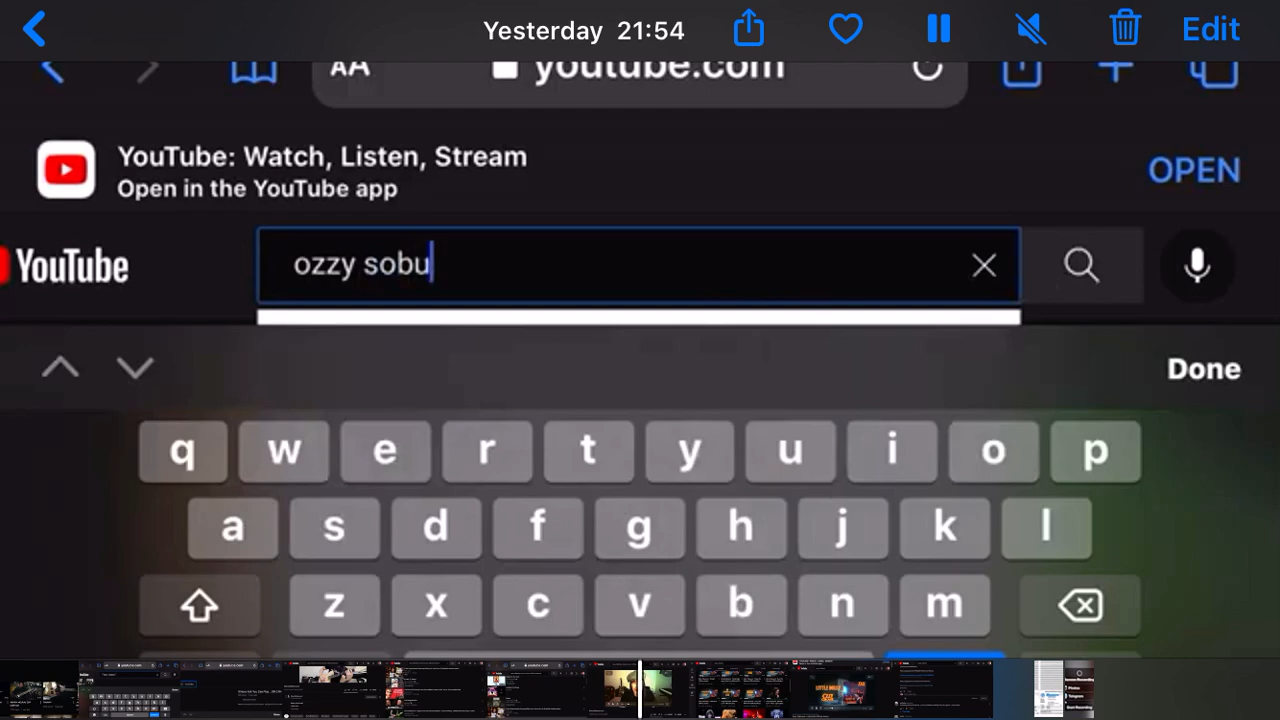 Yesterday 21:54
Edit
AA
youtube.com
YouTube: Watch, Listen, Stream
Open in the YouTube app
OPEN
YouTube
ozzy sobu
Done
q w e r t y u i o p
a s d f g h j k l
z x c v b n m